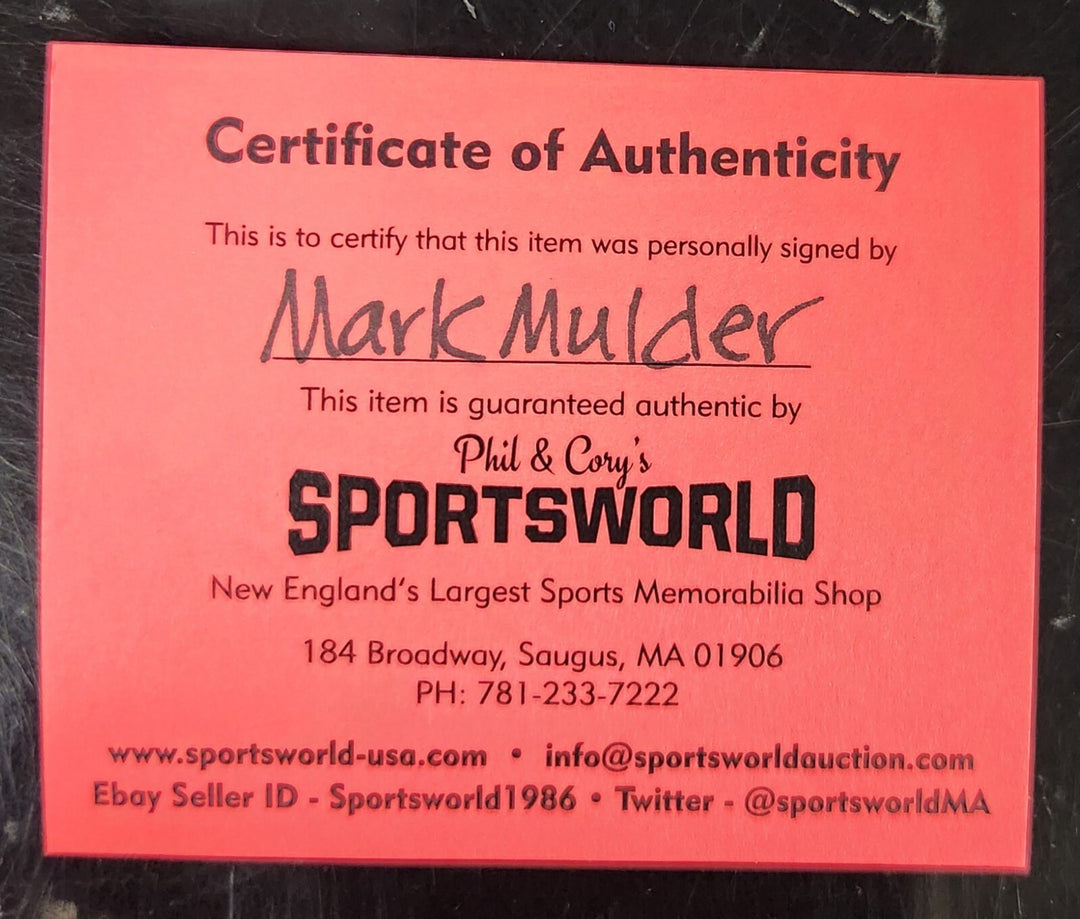 Certificate of Authenticity
This is to certify that this item was personally signed by
Mark Mulder
This item is guaranteed authentic by
Phil & Cory's
SPORTSWORLD
New England's Largest Sports Memorabilia Shop
184 Broadway, Saugus, MA 01906
PH: 781-233-7222
www.sportsworld-usa.com • info@sportsworldauction.com
Ebay Seller ID - Sportsworld1986 • Twitter - @sportsworldMA